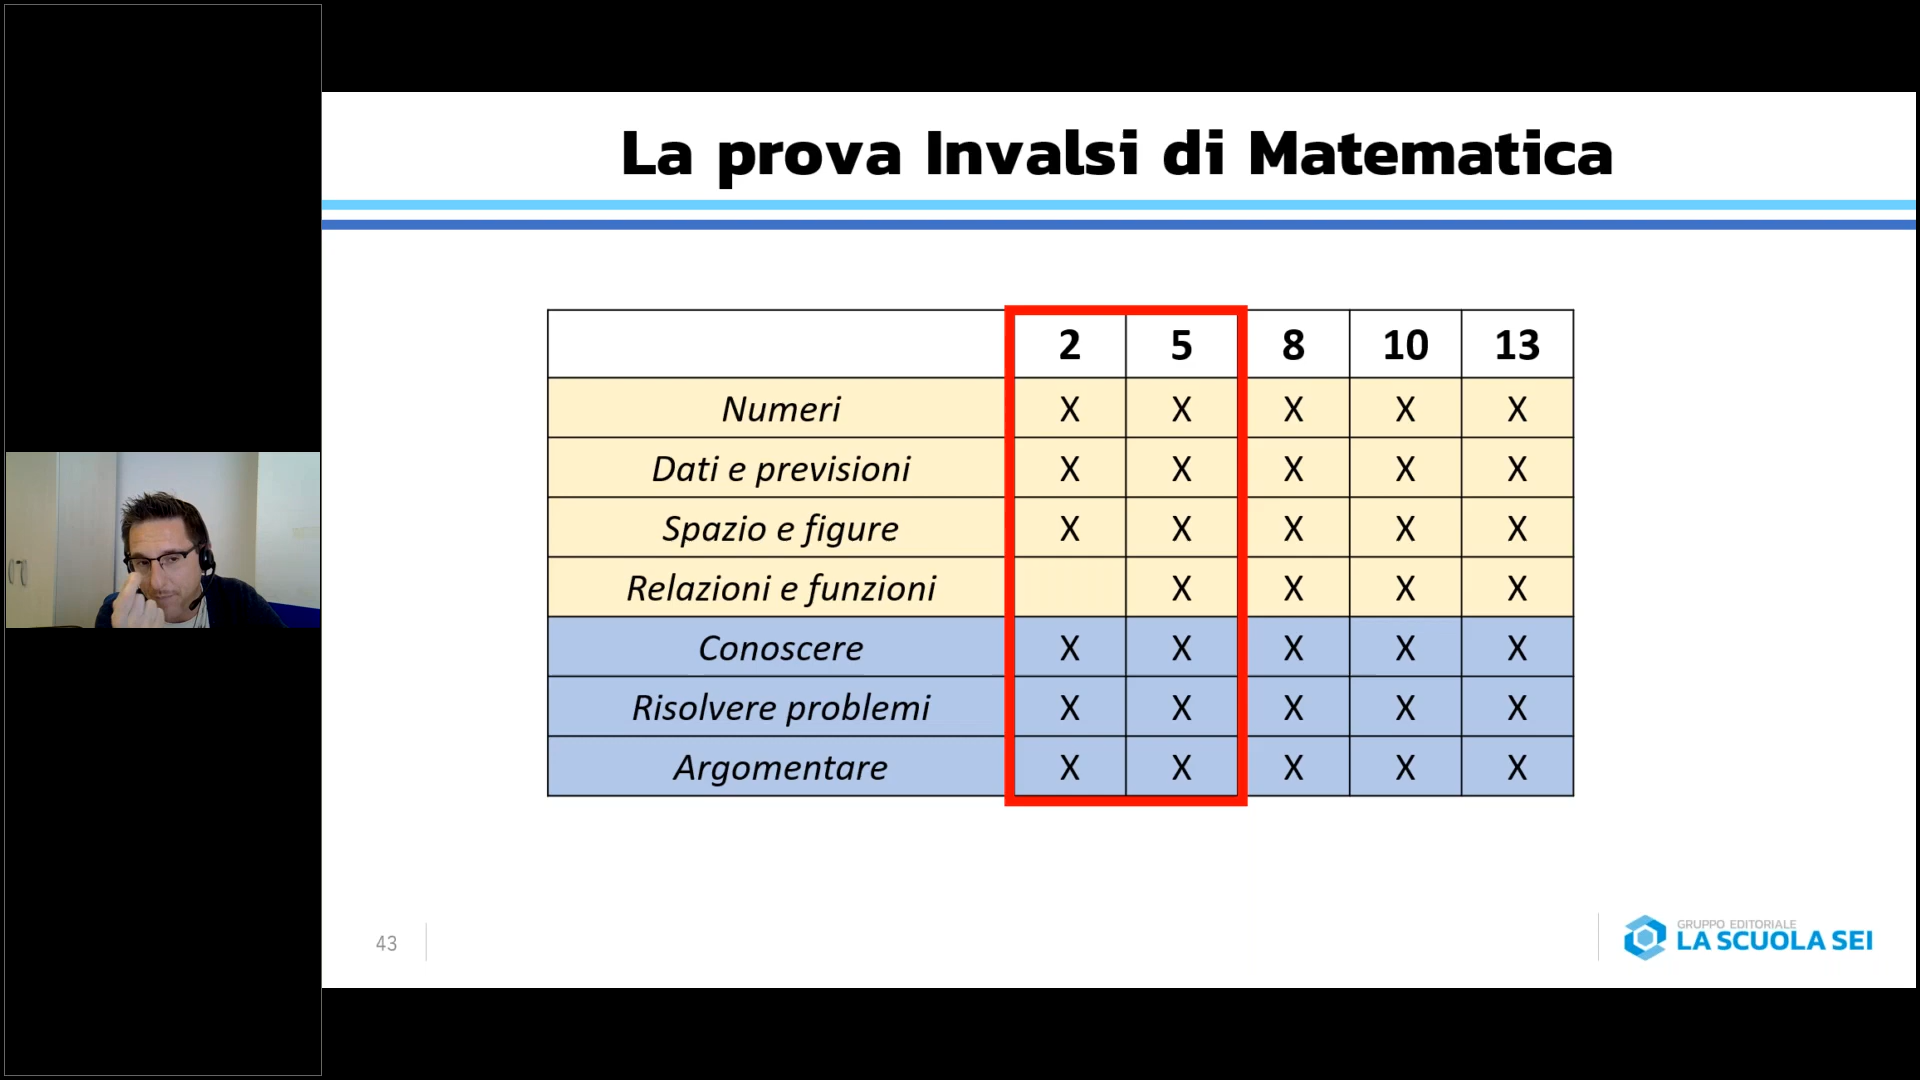 La prova Invalsi di Matematica
2 5 8 10 13
Numeri X X X X X
Dati e previsioni X X X X X
Spazio e figure X X X X X
Relazioni e funzioni X X X X
Conoscere X X X X X
Risolvere problemi X X X X X
Argomentare X X X X X
43
GRUPPO EDITORIALE
LA SCUOLA SEI